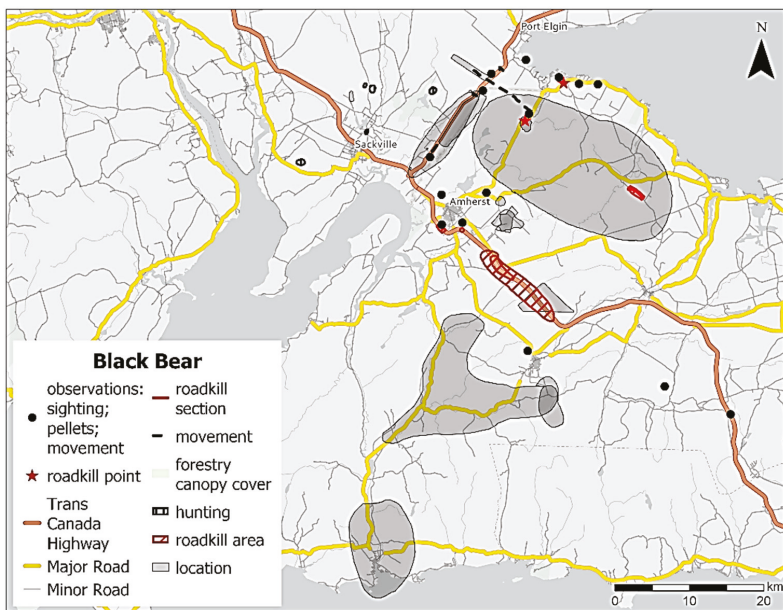 Port Elgin
N
Sackville
Amherst
Black Bear
observations:
sighting;
pellets;
movement
roadkill point
Trans
Canada
Highway
Major Road
Minor Road
roadkill
section
movement
forestry
canopy cover
hunting
roadkill area
location
km
0 10 20